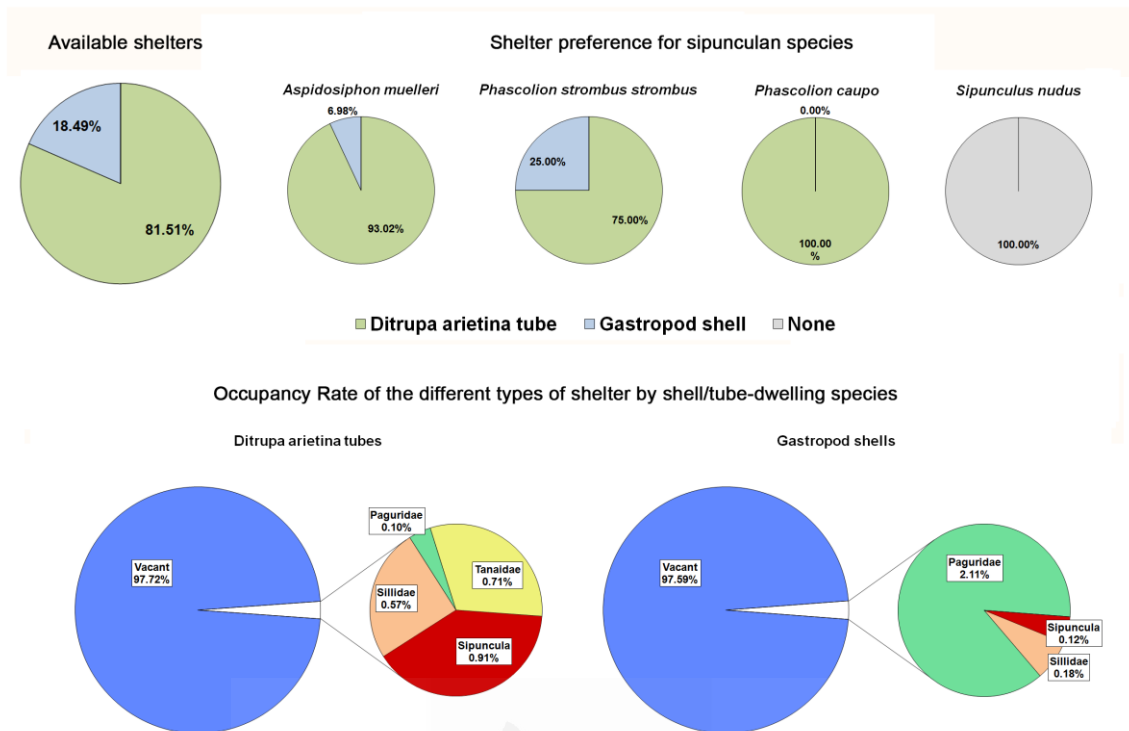 Available shelters
Shelter preference for sipunculan species
Aspidosiphon muelleri
Phascolion strombus strombus
Phascolion caupo
Sipunculus nudus
18.49%
81.51%
6.98%
93.02%
25.00%
75.00%
0.00%
100.00
%
100.00%
Ditrupa arietina tube
Gastropod shell
None
Occupancy Rate of the different types of shelter by shell/tube-dwelling species
Ditrupa arietina tubes
Gastropod shells
Vacant
97.72%
Paguridae
0.10%
Tanaidae
0.71%
Sillidae
0.57%
Sipuncula
0.91%
Vacant
97.59%
Paguridae
2.11%
Sipuncula
0.12%
Sillidae
0.18%